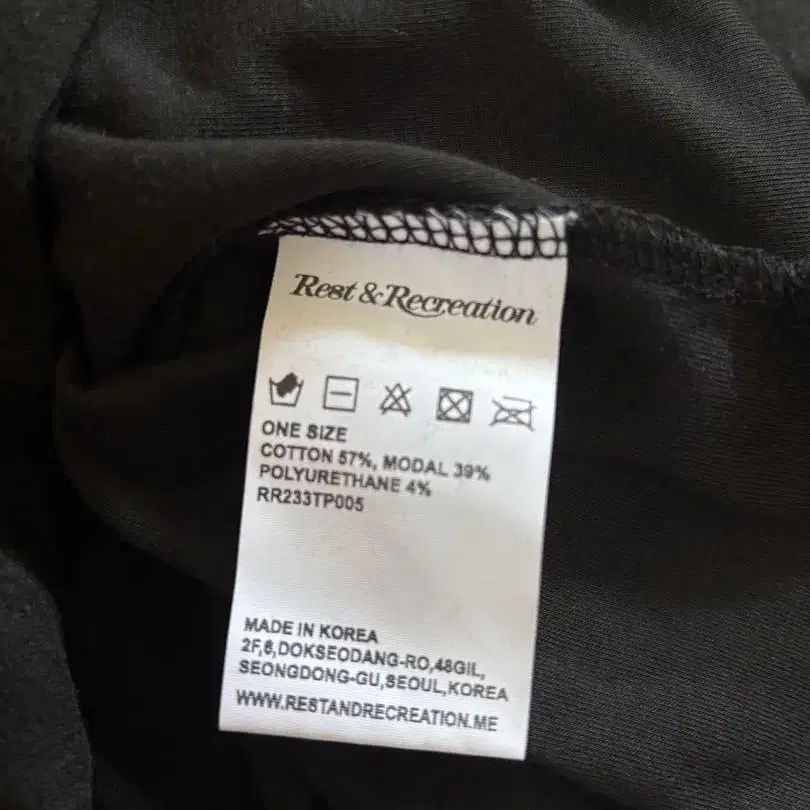 Rest & Recreation
ONE SIZE
COTTON 57%, MODAL 39%
POLYURETHANE 4%
RR233TP005
MADE IN KOREA
2F,6,DOKSEODANG-RO,48GIL,
SEONGDONG-GU,SEOUL,KOREA
WWW.RESTANDRECREATION.ME